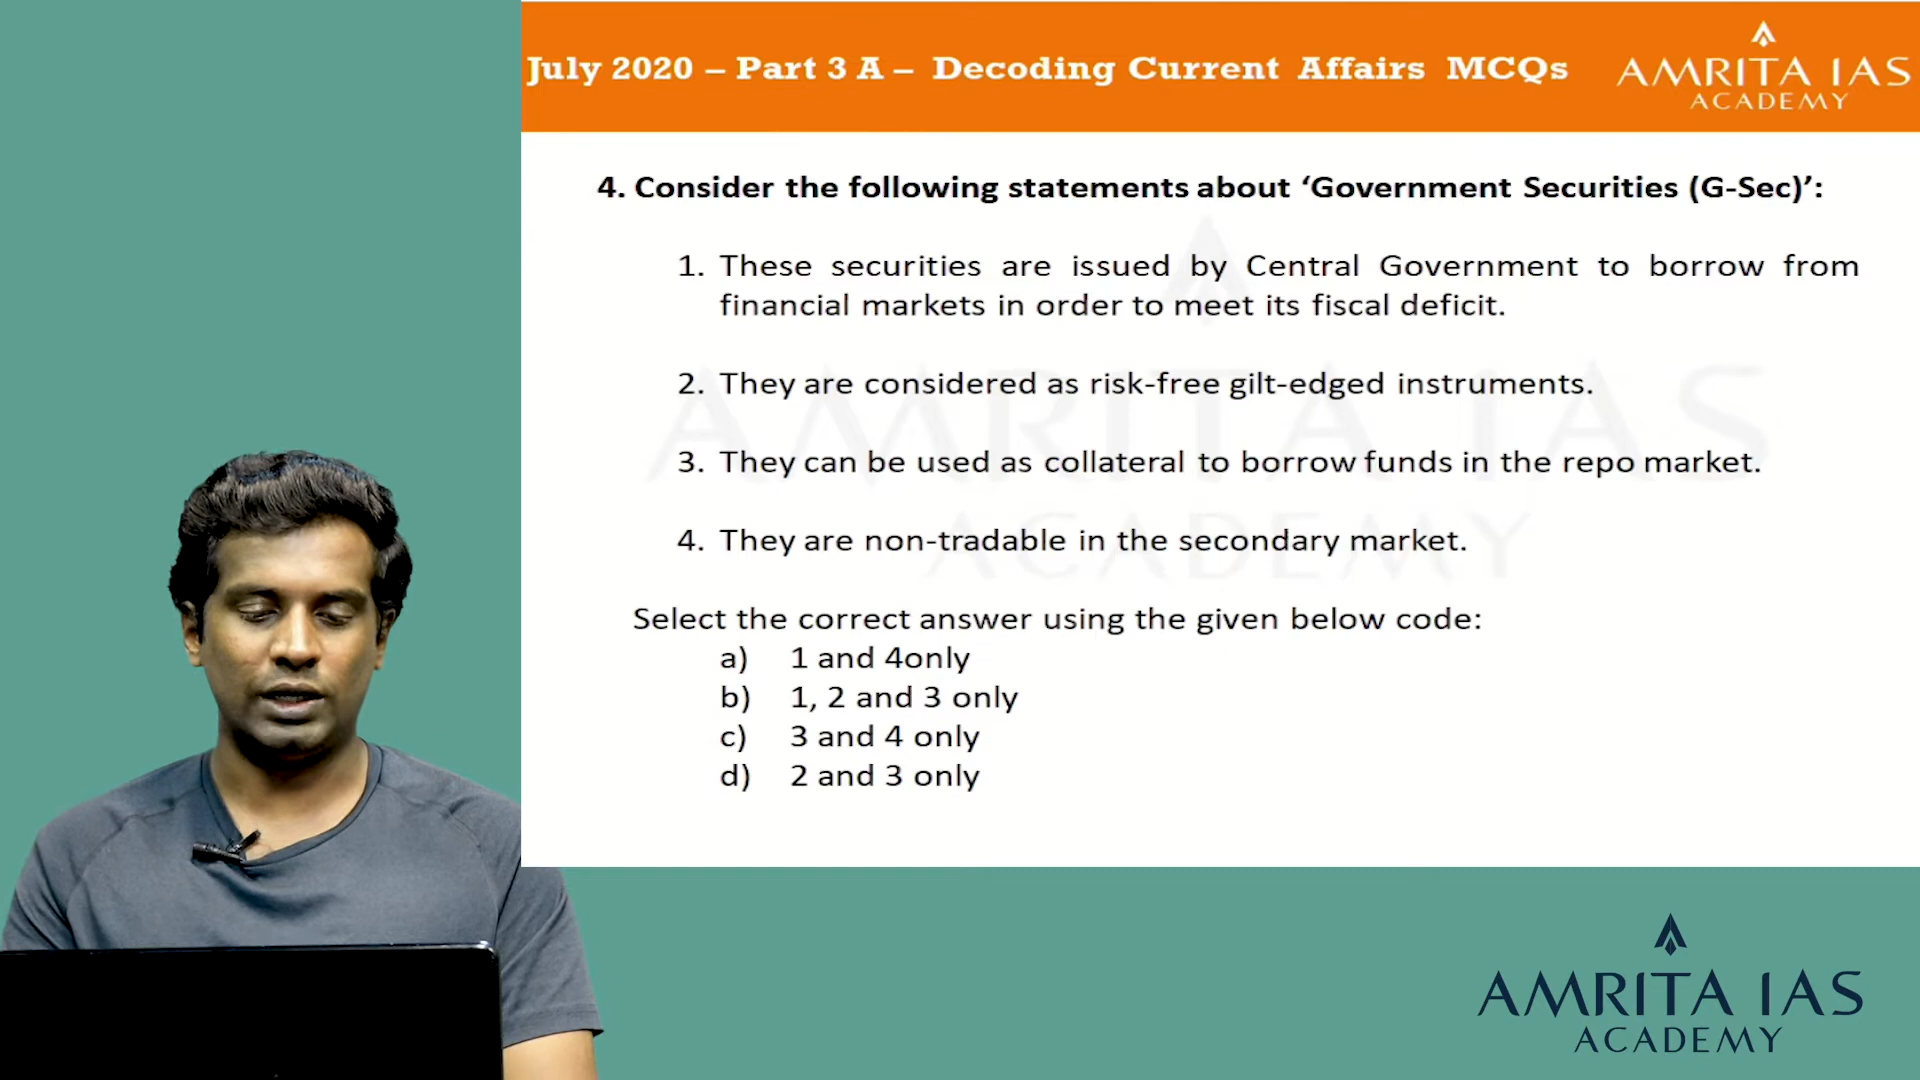 July 2020 – Part 3 A – Decoding Current Affairs MCQs
AMRITA IAS
ACADEMY
4. Consider the following statements about ‘Government Securities (G-Sec)’:
1. These securities are issued by Central Government to borrow from
financial markets in order to meet its fiscal deficit.
2. They are considered as risk-free gilt-edged instruments.
3. They can be used as collateral to borrow funds in the repo market.
4. They are non-tradable in the secondary market.
Select the correct answer using the given below code:
a) 1 and 4only
b) 1, 2 and 3 only
c) 3 and 4 only
d) 2 and 3 only
AMRITA IAS
ACADEMY
AMRITA IAS
ACADEMY